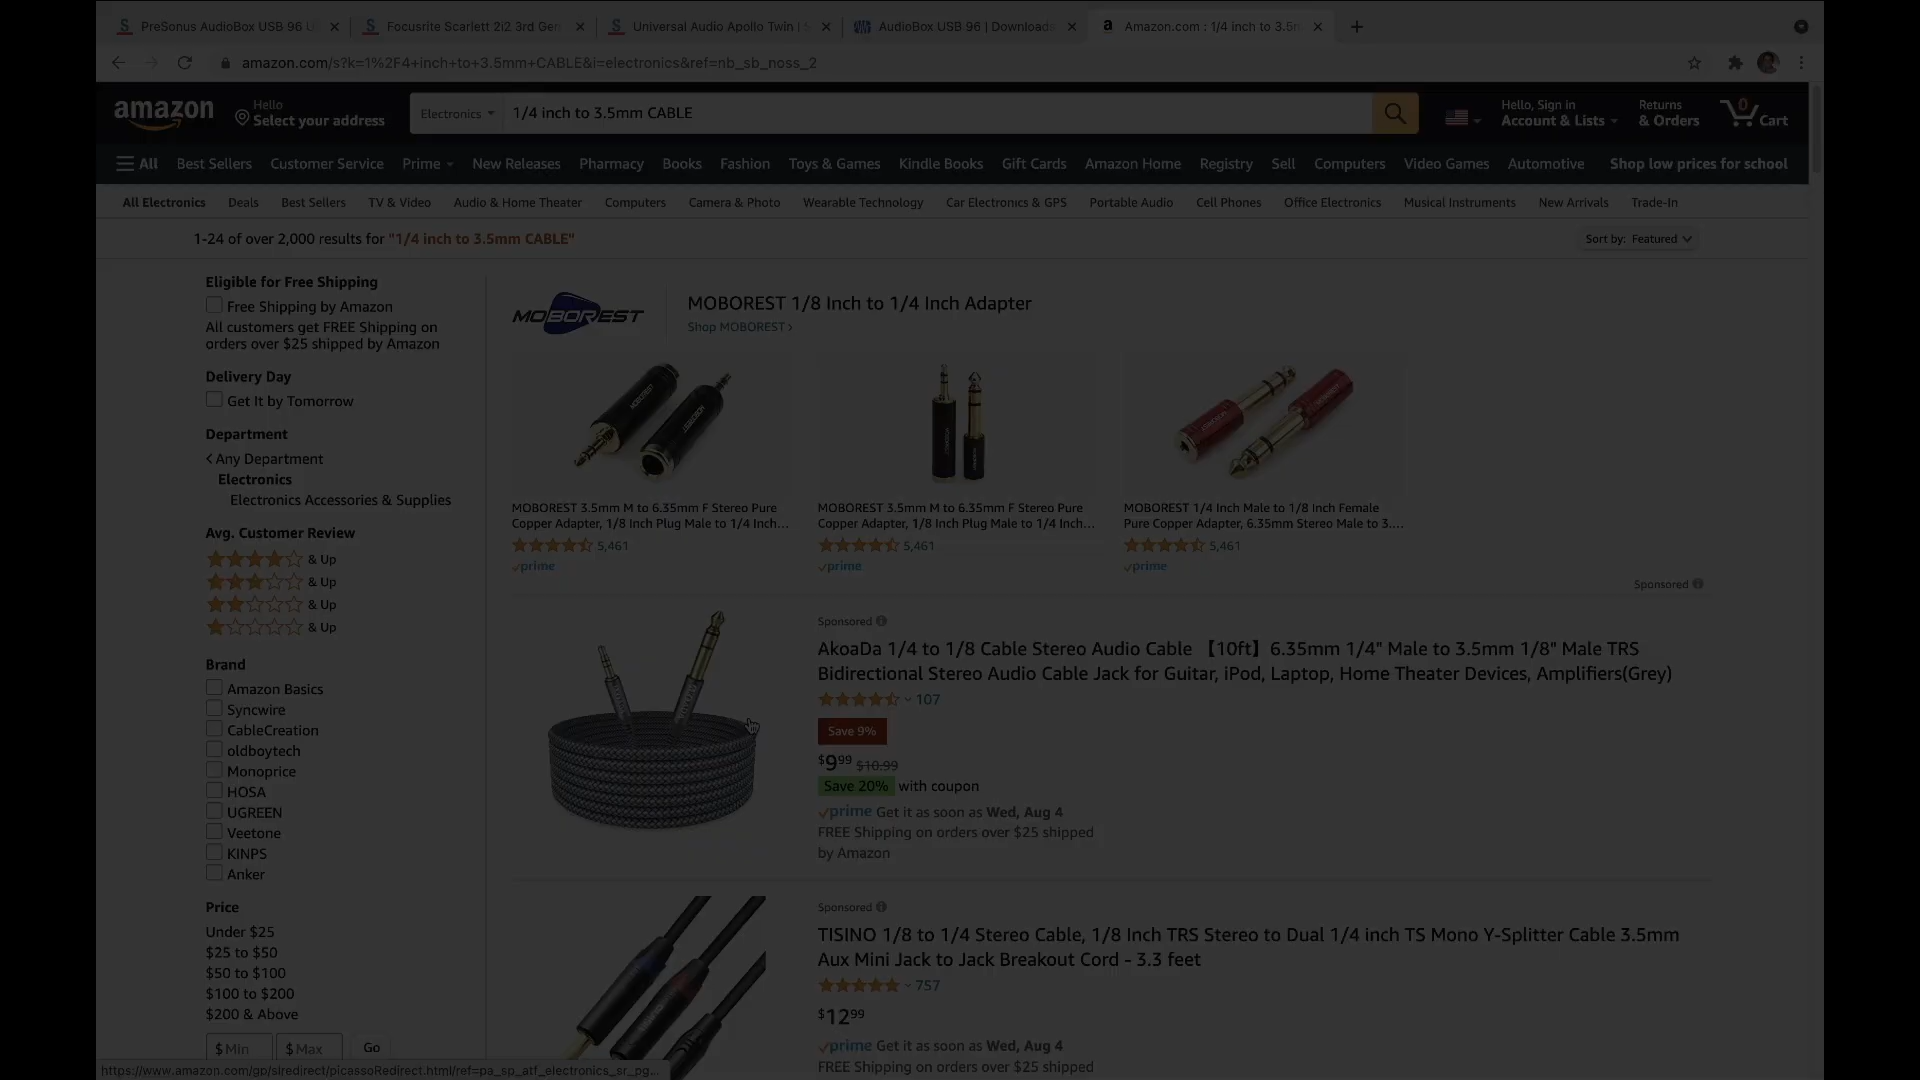 PreSonus AudioBox USB 96 U
Focusrite Scarlett 2i2 3rd Gen
Universal Audio Apollo Twin | S
AudioBox USB 96 | Downloads
Amazon.com : 1/4 inch to 3.5m
amazon.com/s?k=1%2F4+inch+to+3.5mm+CABLE&i=electronics&ref=nb_sb_noss_2
amazon
Hello
Select your address
Electronics
1/4 inch to 3.5mm CABLE
Hello, Sign in
Account & Lists
Returns
& Orders
0
Cart
All
Best Sellers
Customer Service
Prime
New Releases
Pharmacy
Books
Fashion
Toys & Games
Kindle Books
Gift Cards
Amazon Home
Registry
Sell
Computers
Video Games
Automotive
Shop low prices for school
All Electronics
Deals
Best Sellers
TV & Video
Audio & Home Theater
Computers
Camera & Photo
Wearable Technology
Car Electronics & GPS
Portable Audio
Cell Phones
Office Electronics
Musical Instruments
New Arrivals
Trade-In
1-24 of over 2,000 results for "1/4 inch to 3.5mm CABLE"
Sort by: Featured
Eligible for Free Shipping
Free Shipping by Amazon
All customers get FREE Shipping on
orders over $25 shipped by Amazon
Delivery Day
Get It by Tomorrow
Department
Any Department
Electronics
Electronics Accessories & Supplies
Avg. Customer Review
& Up
& Up
& Up
& Up
Brand
Amazon Basics
Syncwire
CableCreation
oldboytech
Monoprice
HOSA
UGREEN
Veetone
KINPS
Anker
Price
Under $25
$25 to $50
$50 to $100
$100 to $200
$200 & Above
$ Min
$ Max
Go
MOBOREST
MOBOREST 1/8 Inch to 1/4 Inch Adapter
Shop MOBOREST ›
MOBOREST 3.5mm M to 6.35mm F Stereo Pure
Copper Adapter, 1/8 Inch Plug Male to 1/4 Inch...
5,461
prime
MOBOREST 3.5mm M to 6.35mm F Stereo Pure
Copper Adapter, 1/8 Inch Plug Male to 1/4 Inch...
5,461
prime
MOBOREST 1/4 Inch Male to 1/8 Inch Female
Pure Copper Adapter, 6.35mm Stereo Male to 3....
5,461
prime
Sponsored
Sponsored
AkoaDa 1/4 to 1/8 Cable Stereo Audio Cable 【10ft】6.35mm 1/4" Male to 3.5mm 1/8" Male TRS
Bidirectional Stereo Audio Cable Jack for Guitar, iPod, Laptop, Home Theater Devices, Amplifiers(Grey)
107
Save 9%
$9.99 $10.99
Save 20% with coupon
prime Get it as soon as Wed, Aug 4
FREE Shipping on orders over $25 shipped
by Amazon
Sponsored
TISINO 1/8 to 1/4 Stereo Cable, 1/8 Inch TRS Stereo to Dual 1/4 inch TS Mono Y-Splitter Cable 3.5mm
Aux Mini Jack to Jack Breakout Cord - 3.3 feet
757
$12.99
prime Get it as soon as Wed, Aug 4
FREE Shipping on orders over $25 shipped
https://www.amazon.com/gp/slredirect/picassoRedirect.html/ref=pa_sp_atf_electronics_sr_pg...